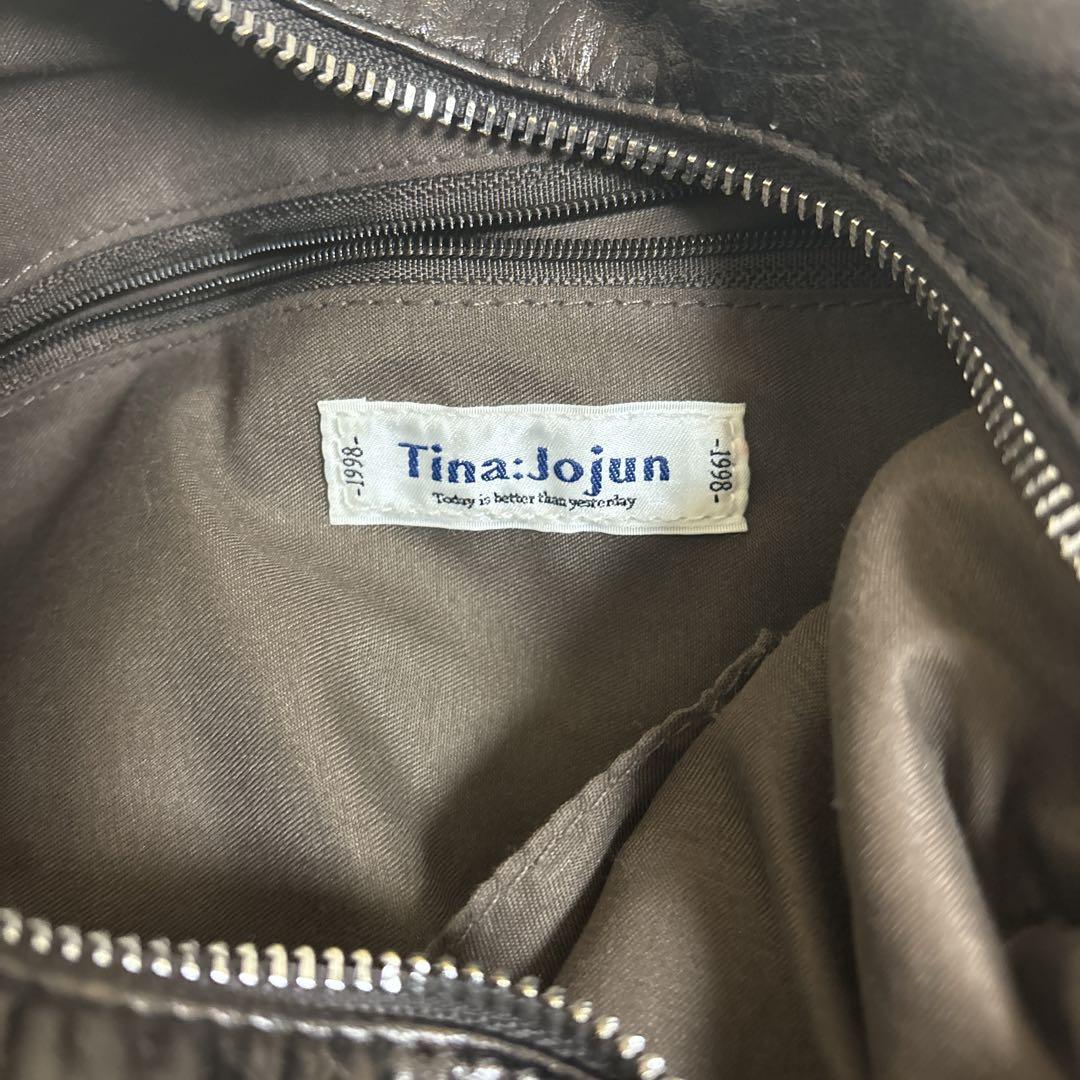 -1998-
Tina:Jojun
Today is better than yesterday
-1998-